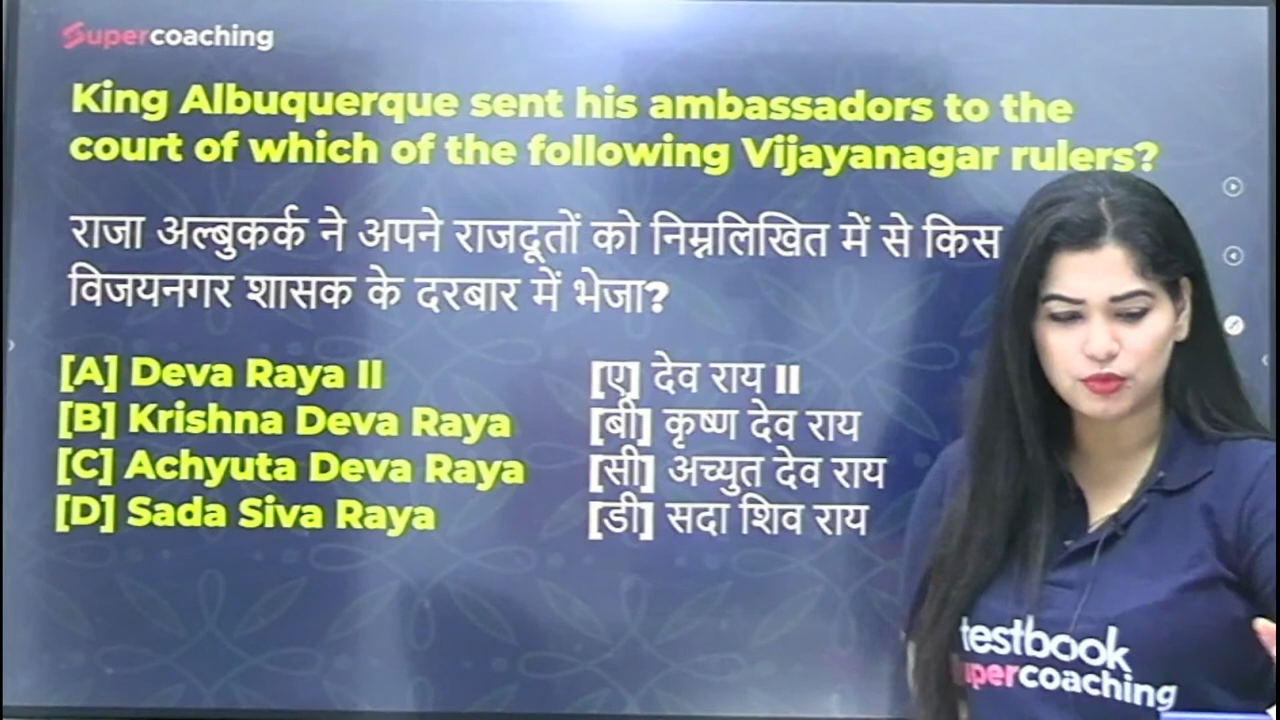 Supercoaching
King Albuquerque sent his ambassadors to the
court of which of the following Vijayanagar rulers?
राजा अल्बुकर्क ने अपने राजदूतों को निम्नलिखित में से किस
विजयनगर शासक के दरबार में भेजा?
[A] Deva Raya II
[B] Krishna Deva Raya
[C] Achyuta Deva Raya
[D] Sada Siva Raya
[ए] देव राय II
[बी] कृष्ण देव राय
[सी] अच्युत देव राय
[डी] सदा शिव राय
testbook
supercoaching